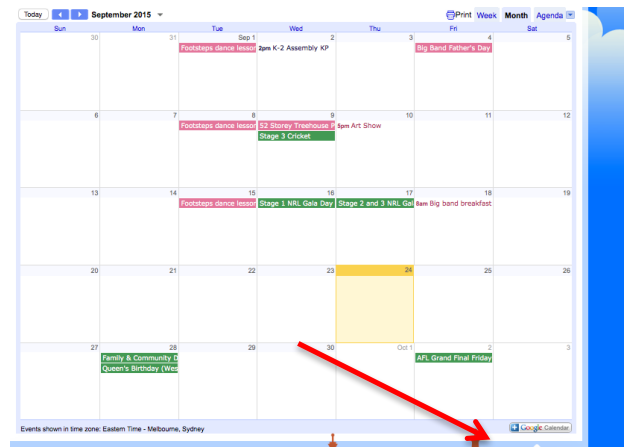 Today September 2015 Print Week Month Agenda
Sun Mon Tue Wed Thu Fri Sat
30 31 Sep 1 2 3 4 5
Footsteps dance lessor 2pm K-2 Assembly KP Big Band Father's Day
6 7 8 9 10 11 12
Footsteps dance lessor 52 Storey Treehouse P 5pm Art Show
Stage 3 Cricket
13 14 15 16 17 18 19
Footsteps dance lessor Stage 1 NRL Gala Day Stage 2 and 3 NRL Gal 8am Big band breakfast
20 21 22 23 24 25 26
27 28 29 30 Oct 1 2 3
Family & Community D AFL Grand Final Friday
Queen's Birthday (Wes
Events shown in time zone: Eastern Time - Melbourne, Sydney Google Calendar